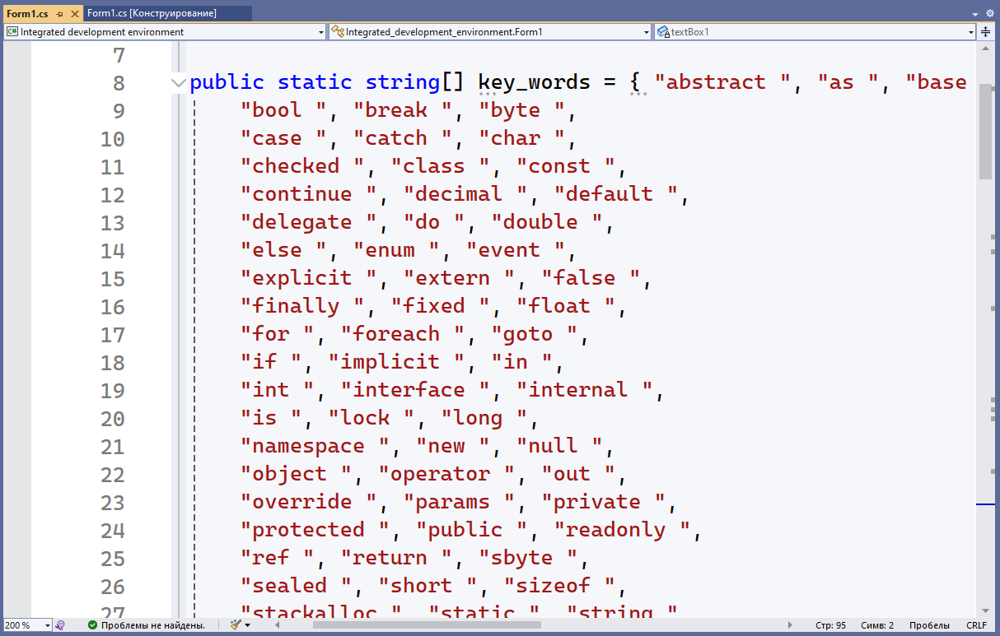 Form1.cs Form1.cs [Конструирование]
Integrated development environment Integrated_development_environment.Form1 textBox1
7
8 public static string[] key_words = { "abstract ", "as ", "base
9 "bool ", "break ", "byte ",
10 "case ", "catch ", "char ",
11 "checked ", "class ", "const ",
12 "continue ", "decimal ", "default ",
13 "delegate ", "do ", "double ",
14 "else ", "enum ", "event ",
15 "explicit ", "extern ", "false ",
16 "finally ", "fixed ", "float ",
17 "for ", "foreach ", "goto ",
18 "if ", "implicit ", "in ",
19 "int ", "interface ", "internal ",
20 "is ", "lock ", "long ",
21 "namespace ", "new ", "null ",
22 "object ", "operator ", "out ",
23 "override ", "params ", "private ",
24 "protected ", "public ", "readonly ",
25 "ref ", "return ", "sbyte ",
26 "sealed ", "short ", "sizeof ",
27 "stackalloc ", "static ", "string "
200 % Проблемы не найдены. Стр: 95 Симв: 2 Пробелы CRLF